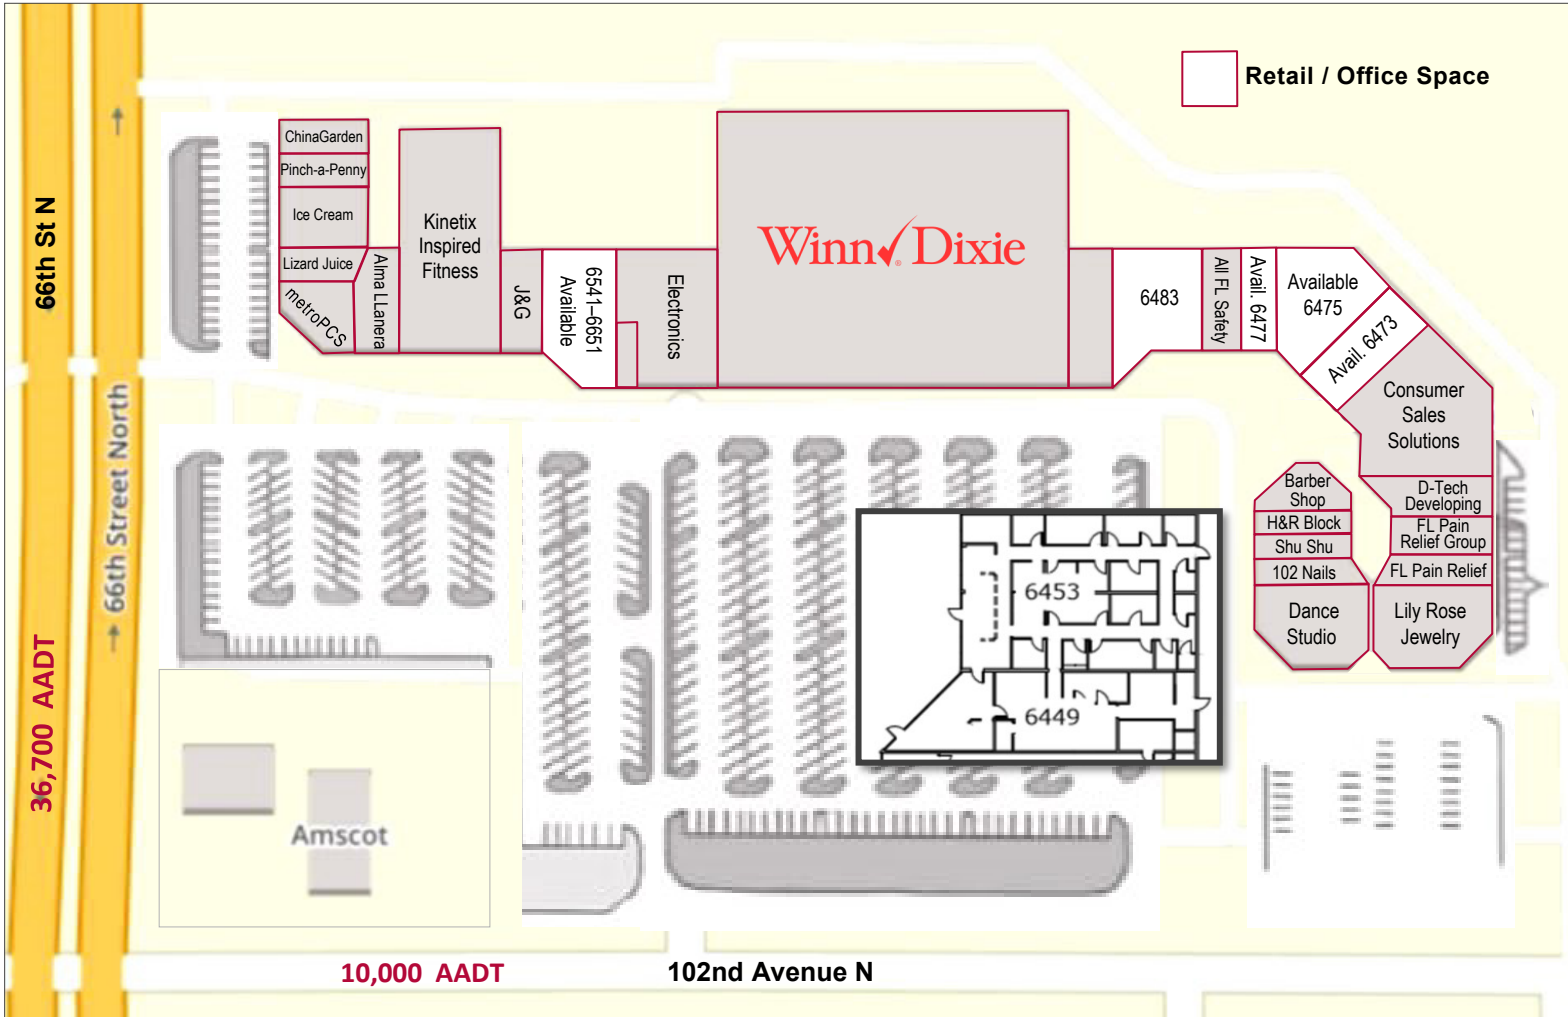 Retail / Office Space
ChinaGarden
Pinch-a-Penny
Ice Cream
Lizard Juice
metroPCS
Alma LLanera
Kinetix
Inspired
Fitness
J&G
6541–6651
Available
Electronics
Winn Dixie
6483
All FL Safety
Avail. 6477
Available
6475
Avail. 6473
Consumer
Sales
Solutions
D-Tech
Developing
FL Pain
Relief Group
FL Pain Relief
Lily Rose
Jewelry
Barber
Shop
H&R Block
Shu Shu
102 Nails
Dance
Studio
6453
6449
66th St N
66th Street North
36,700 AADT
Amscot
10,000 AADT
102nd Avenue N